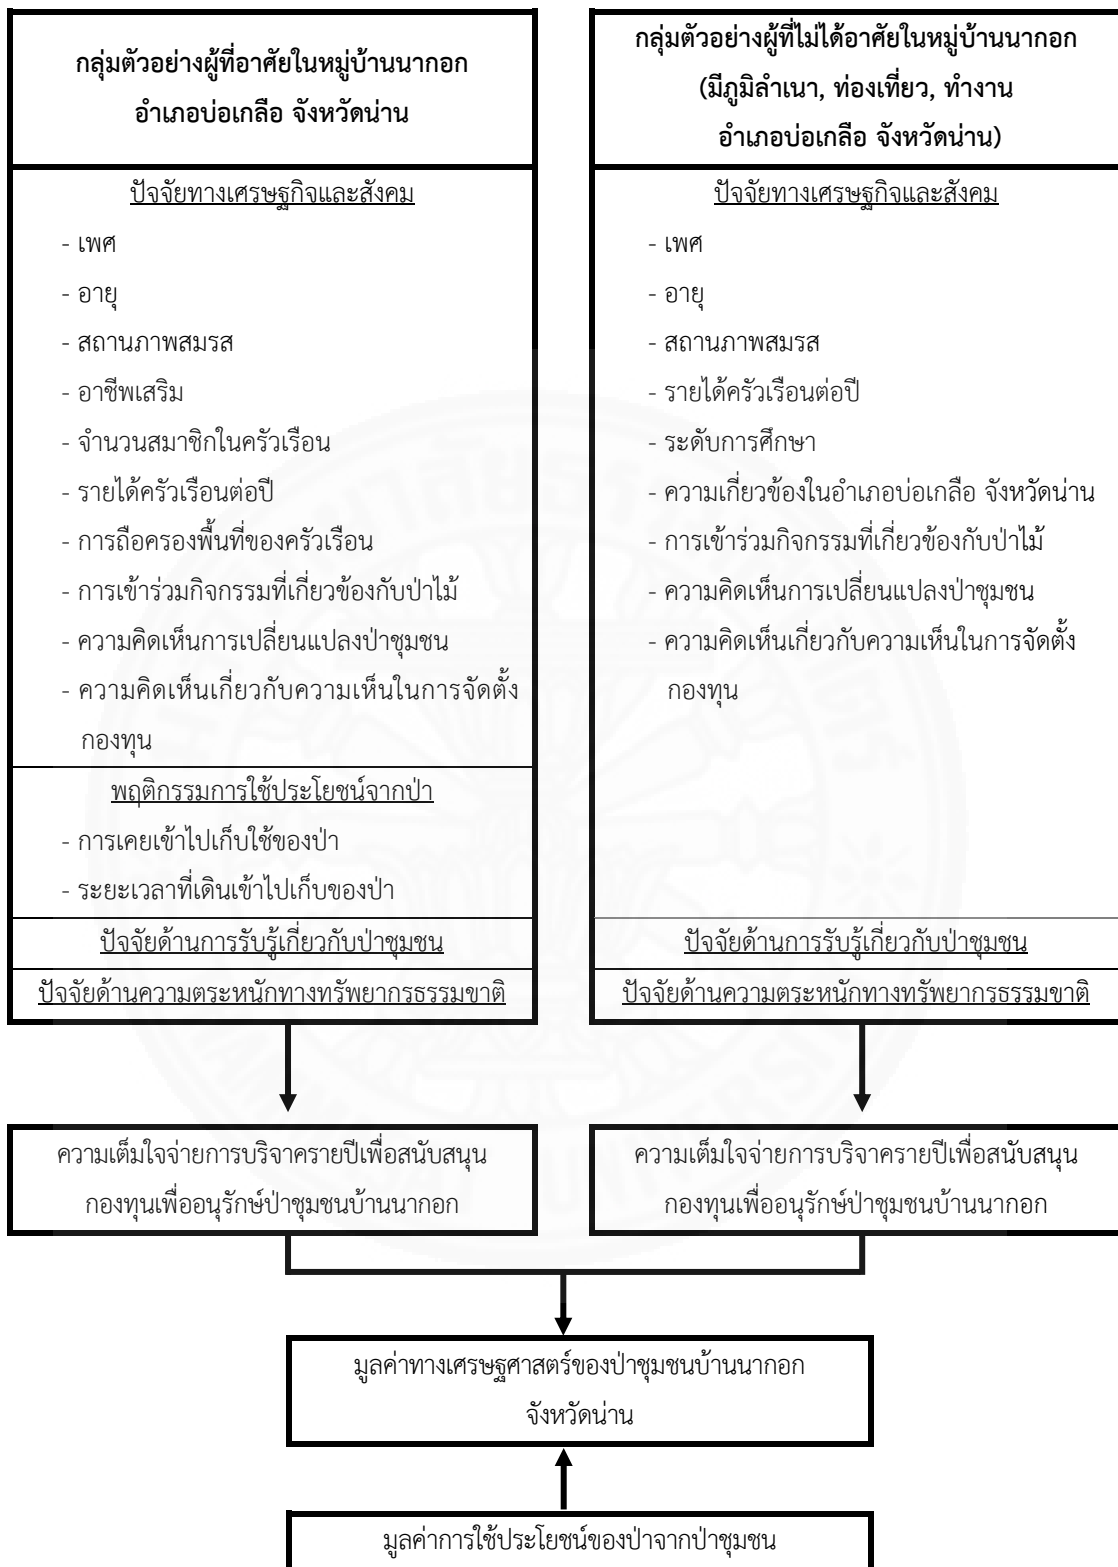 กลุ่มตัวอย่างผู้ที่อาศัยในหมู่บ้านนากอก
อำเภอบ่อเกลือ จังหวัดน่าน
ปัจจัยทางเศรษฐกิจและสังคม
- เพศ
- อายุ
- สถานภาพสมรส
- อาชีพเสริม
- จำนวนสมาชิกในครัวเรือน
- รายได้ครัวเรือนต่อปี
- การถือครองพื้นที่ของครัวเรือน
- การเข้าร่วมกิจกรรมที่เกี่ยวข้องกับป่าไม้
- ความคิดเห็นการเปลี่ยนแปลงป่าชุมชน
- ความคิดเห็นเกี่ยวกับความเห็นในการจัดตั้ง
กองทุน
พฤติกรรมการใช้ประโยชน์จากป่า
- การเคยเข้าไปเก็บใช้ของป่า
- ระยะเวลาที่เดินเข้าไปเก็บของป่า
ปัจจัยด้านการรับรู้เกี่ยวกับป่าชุมชน
ปัจจัยด้านความตระหนักทางทรัพยากรธรรมชาติ
กลุ่มตัวอย่างผู้ที่ไม่ได้อาศัยในหมู่บ้านนากอก
(มีภูมิลำเนา, ท่องเที่ยว, ทำงาน
อำเภอบ่อเกลือ จังหวัดน่าน)
ปัจจัยทางเศรษฐกิจและสังคม
- เพศ
- อายุ
- สถานภาพสมรส
- รายได้ครัวเรือนต่อปี
- ระดับการศึกษา
- ความเกี่ยวข้องในอำเภอบ่อเกลือ จังหวัดน่าน
- การเข้าร่วมกิจกรรมที่เกี่ยวข้องกับป่าไม้
- ความคิดเห็นการเปลี่ยนแปลงป่าชุมชน
- ความคิดเห็นเกี่ยวกับความเห็นในการจัดตั้ง
กองทุน
ปัจจัยด้านการรับรู้เกี่ยวกับป่าชุมชน
ปัจจัยด้านความตระหนักทางทรัพยากรธรรมชาติ
ความเต็มใจจ่ายการบริจาครายปีเพื่อสนับสนุน
กองทุนเพื่ออนุรักษ์ป่าชุมชนบ้านนากอก
ความเต็มใจจ่ายการบริจาครายปีเพื่อสนับสนุน
กองทุนเพื่ออนุรักษ์ป่าชุมชนบ้านนากอก
มูลค่าทางเศรษฐศาสตร์ของป่าชุมชนบ้านนากอก
จังหวัดน่าน
มูลค่าการใช้ประโยชน์ของป่าจากป่าชุมชน